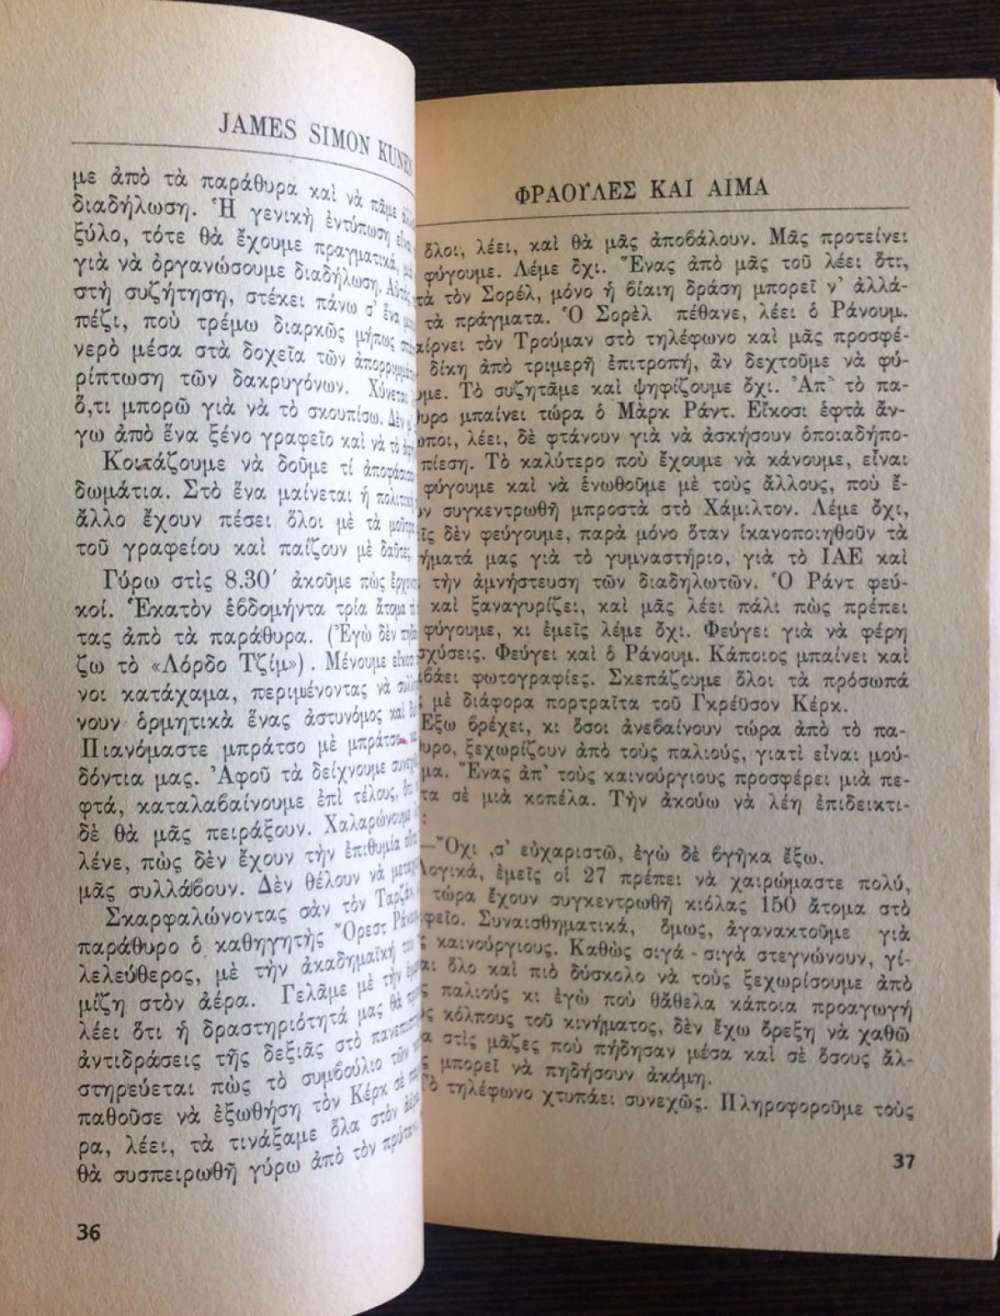 JAMES SIMON KUNEN
με ἀπὸ τὰ παράθυρα καὶ νὰ πᾶμε
διαδήλωση. Ἡ γενικὴ ἐντύπωση εἶναι
ξύλο, τότε θὰ ἔχουμε πραγματικά,
γιὰ νὰ ὀργανώσουμε διαδήλωση.
στὴ συζήτηση, στέκει πάνω σ' ἕνα
πέζι, ποὺ τρέμω διαρκῶς μήπως
νερὸ μέσα στὰ δοχεῖα τῶν
ρίπτωση τῶν δακρυγόνων. Χύνεται
ὅ,τι μπορῶ γιὰ νὰ τὸ σκουπίσω. Δὲν
γω ἀπὸ ἕνα ξένο γραφεῖο καὶ νὰ τὸ
Κοιτάζουμε νὰ δοῦμε τί
δωμάτια. Στὸ ἕνα μαίνεται ἡ
ἄλλο ἔχουν πέσει ὅλοι μὲ τὰ
τοῦ γραφείου καὶ παίζουν μὲ δαῦτες.
Γύρω στὶς 8.30′ ἀκοῦμε πὼς
κοί. Ἑκατὸν ἑβδομήντα τρία ἄτομα
τας ἀπὸ τὰ παράθυρα. (Ἐγὼ δὲν
ζω τὸ «Λόρδο Τζίμ»). Μένουμε
νοι κατάχαμα, περιμένοντας νὰ
νουν ὁρμητικὰ ἕνας ἀστυνόμος καὶ
Πιανόμαστε μπράτσο μὲ μπράτσο
δόντια μας. Ἀφοῦ τὰ δείχνουμε
φτά, καταλαβαίνουμε ἐπὶ τέλους,
δὲ θὰ μᾶς πειράξουν. Χαλαρώνουμε
λένε, πὼς δὲν ἔχουν τὴν ἐπιθυμία
μᾶς συλλάβουν. Δὲν θέλουν νὰ
Σκαρφαλώνοντας σὰν τὸν Ταρζὰν
παράθυρο ὁ καθηγητὴς Ὄρεστ
λελεύθερος, μὲ τὴν ἀκαδημαϊκὴ
μίζη στὸν ἀέρα. Γελᾶμε μὲ τὴν
λέει ὅτι ἡ δραστηριότητά μας θὰ
ἀντιδράσεις τῆς δεξιᾶς στὸ
στηρεύεται πὼς τὸ συμβούλιο τῶν
παθοῦσε νὰ ἐξωθήση τὸν Κέρκ σὲ
ρα, λέει, τὰ τινάξαμε ὅλα στὸν
θὰ συσπειρωθῆ γύρω ἀπὸ τὸν
36
ΦΡΑΟΥΛΕΣ ΚΑΙ ΑΙΜΑ
ὅλοι, λέει, καὶ θὰ μᾶς ἀποβάλουν. Μᾶς προτείνει
φύγουμε. Λέμε ὄχι. Ἕνας ἀπὸ μᾶς τοῦ λέει ὅτι,
τὸν Σορέλ, μόνο ἡ βίαιη δράση μπορεῖ ν' ἀλλά-
τὰ πράγματα. Ὁ Σορὲλ πέθανε, λέει ὁ Ράνουμ.
τὸν Τρούμαν στὸ τηλέφωνο καὶ μᾶς προσφέ-
δίκη ἀπὸ τριμερῆ ἐπιτροπή, ἂν δεχτοῦμε νὰ φύ-
Τὸ συζητᾶμε καὶ ψηφίζουμε ὄχι. Ἀπ' τὸ πα-
μπαίνει τώρα ὁ Μὰρκ Ράντ. Εἴκοσι ἑφτὰ ἄν-
λέει, δὲ φτάνουν γιὰ νὰ ἀσκήσουν ὁποιαδήπο-
πίεση. Τὸ καλύτερο ποὺ ἔχουμε νὰ κάνουμε, εἶναι
φύγουμε καὶ νὰ ἑνωθοῦμε μὲ τοὺς ἄλλους, ποὺ ἔ-
συγκεντρωθῆ μπροστὰ στὸ Χάμιλτον. Λέμε ὄχι,
δὲν φεύγουμε, παρὰ μόνο ὅταν ἱκανοποιηθοῦν τὰ
μας γιὰ τὸ γυμναστήριο, γιὰ τὸ ΙΑΕ καὶ
τὴν ἀμνήστευση τῶν διαδηλωτῶν. Ὁ Ράντ φεύ-
καὶ ξαναγυρίζει, καὶ μᾶς λέει πάλι πὼς πρέπει
φύγουμε, κι ἐμεῖς λέμε ὄχι. Φεύγει γιὰ νὰ φέρη
Φεύγει καὶ ὁ Ράνουμ. Κάποιος μπαίνει καὶ
φωτογραφίες. Σκεπάζουμε ὅλοι τὰ πρόσωπά
μὲ διάφορα πορτραῖτα τοῦ Γκρέϋσον Κέρκ.
Ἔξω βρέχει, κι ὅσοι ἀνεβαίνουν τώρα ἀπὸ τὸ πα-
ξεχωρίζουν ἀπὸ τοὺς παλιούς, γιατὶ εἶναι μού-
Ἕνας ἀπ' τοὺς καινούργιους προσφέρει μιὰ πε-
σὲ μιὰ κοπέλα. Τὴν ἀκούω νὰ λέη ἐπιδεικτι-
:
—Ὄχι ,σ' εὐχαριστῶ, ἐγὼ δὲ βγῆκα ἔξω.
Λογικά, ἐμεῖς οἱ 27 πρέπει νὰ χαιρώμαστε πολύ,
τώρα ἔχουν συγκεντρωθῆ κιόλας 150 ἄτομα στὸ
Συναισθηματικά, ὅμως, ἀγανακτοῦμε γιὰ
καινούργιους. Καθὼς σιγά - σιγὰ στεγνώνουν, γί-
ὅλο καὶ πιὸ δύσκολο νὰ τοὺς ξεχωρίσουμε ἀπὸ
παλιούς κι ἐγὼ ποὺ θἄθελα κάποια προαγωγή
κόλπους τοῦ κινήματος, δὲν ἔχω ὄρεξη νὰ χαθῶ
στὶς μᾶζες ποὺ πήδησαν μέσα καὶ σὲ ὅσους ἄλ-
μπορεῖ νὰ πηδήσουν ἀκόμη.
Τὸ τηλέφωνο χτυπάει συνεχῶς. Πληροφοροῦμε τοὺς
37